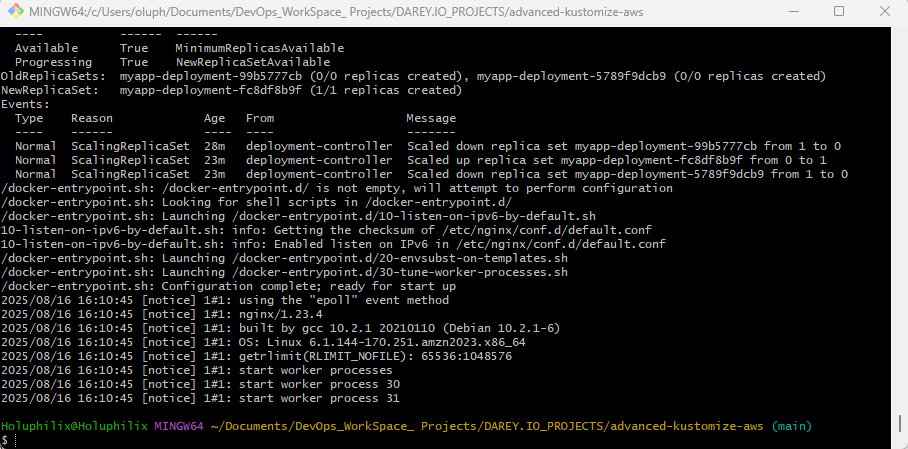 MINGW64:/c/Users/oluph/Documents/DevOps_WorkSpace_ Projects/DAREY.IO_PROJECTS/advanced-kustomize-aws
----           ------  ------
Available      True    MinimumReplicasAvailable
Progressing    True    NewReplicaSetAvailable
OldReplicaSets:  myapp-deployment-99b5777cb (0/0 replicas created), myapp-deployment-5789f9dcb9 (0/0 replicas created)
NewReplicaSet:   myapp-deployment-fc8df8b9f (1/1 replicas created)
Events:
Type    Reason             Age   From                   Message
----    ------             ----  ----                   -------
Normal  ScalingReplicaSet  28m   deployment-controller  Scaled down replica set myapp-deployment-99b5777cb from 1 to 0
Normal  ScalingReplicaSet  23m   deployment-controller  Scaled up replica set myapp-deployment-fc8df8b9f from 0 to 1
Normal  ScalingReplicaSet  23m   deployment-controller  Scaled down replica set myapp-deployment-5789f9dcb9 from 1 to 0
/docker-entrypoint.sh: /docker-entrypoint.d/ is not empty, will attempt to perform configuration
/docker-entrypoint.sh: Looking for shell scripts in /docker-entrypoint.d/
/docker-entrypoint.sh: Launching /docker-entrypoint.d/10-listen-on-ipv6-by-default.sh
10-listen-on-ipv6-by-default.sh: info: Getting the checksum of /etc/nginx/conf.d/default.conf
10-listen-on-ipv6-by-default.sh: info: Enabled listen on IPv6 in /etc/nginx/conf.d/default.conf
/docker-entrypoint.sh: Launching /docker-entrypoint.d/20-envsubst-on-templates.sh
/docker-entrypoint.sh: Launching /docker-entrypoint.d/30-tune-worker-processes.sh
/docker-entrypoint.sh: Configuration complete; ready for start up
2025/08/16 16:10:45 [notice] 1#1: using the "epoll" event method
2025/08/16 16:10:45 [notice] 1#1: nginx/1.23.4
2025/08/16 16:10:45 [notice] 1#1: built by gcc 10.2.1 20210110 (Debian 10.2.1-6)
2025/08/16 16:10:45 [notice] 1#1: OS: Linux 6.1.144-170.251.amzn2023.x86_64
2025/08/16 16:10:45 [notice] 1#1: getrlimit(RLIMIT_NOFILE): 65536:1048576
2025/08/16 16:10:45 [notice] 1#1: start worker processes
2025/08/16 16:10:45 [notice] 1#1: start worker process 30
2025/08/16 16:10:45 [notice] 1#1: start worker process 31
Holuphilix@Holuphilix MINGW64 ~/Documents/DevOps_WorkSpace_ Projects/DAREY.IO_PROJECTS/advanced-kustomize-aws (main)
$